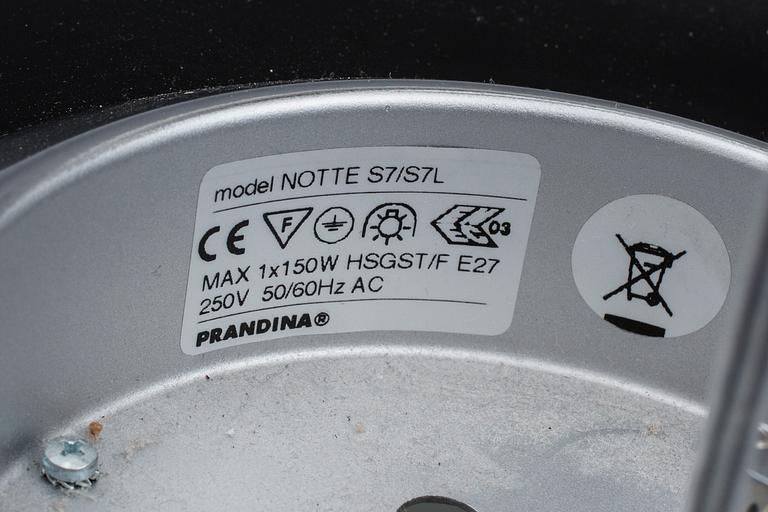 model NOTTE S7/S7L
CE F 03
MAX 1x150W HSGST/F E27
250V 50/60Hz AC
PRANDINA®